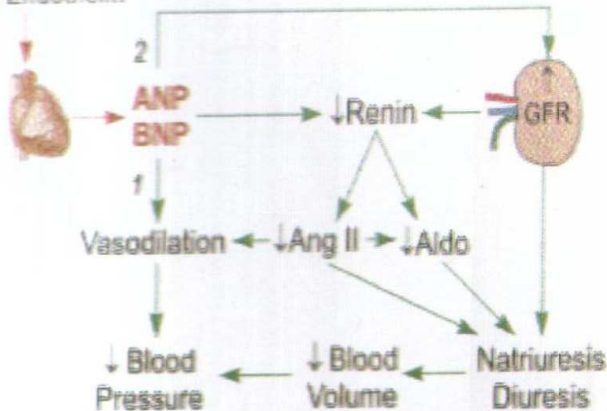 2
ANP
BNP
↓Renin
↑
GFR
1
Vasodilation
↓Ang II
↓Aldo
↓Blood
Pressure
↓Blood
Volume
Natriuresis
Diuresis